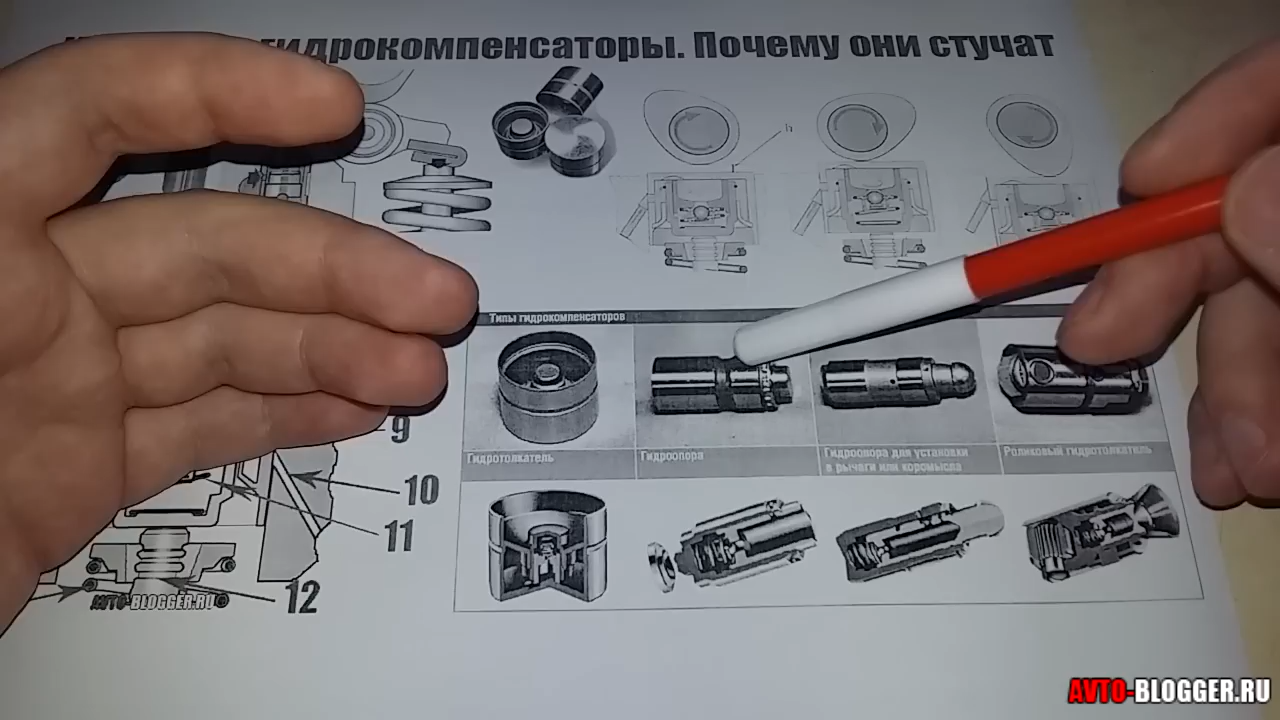 гидрокомпенсаторы. Почему они стучат
h
Типы гидрокомпенсаторов
Гидротолкатель
Гидроопора
Гидроопора для установки
в рычаги или коромысла
Роликовый гидротолкатель
9
10
11
12
AVTO-BLOGGER.RU©
AVTO-BLOGGER.RU